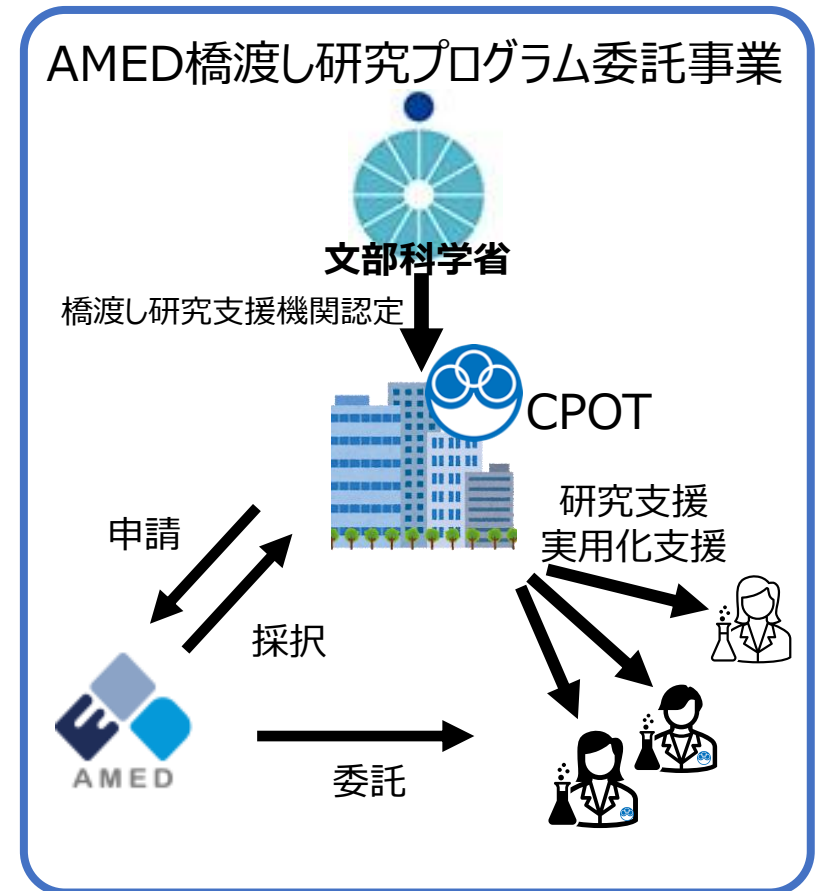 AMED橋渡し研究プログラム委託事業
文部科学省
橋渡し研究支援機関認定
CPOT
研究支援
実用化支援
申請
採択
AMED
委託